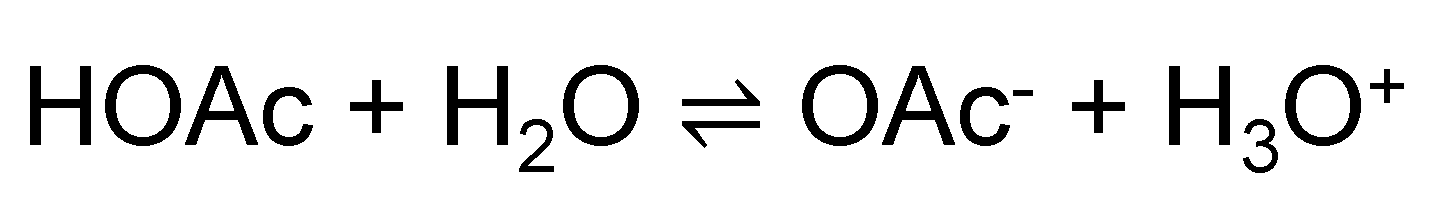 HOAc + H₂O ⇌ OAc⁻ + H₃O⁺